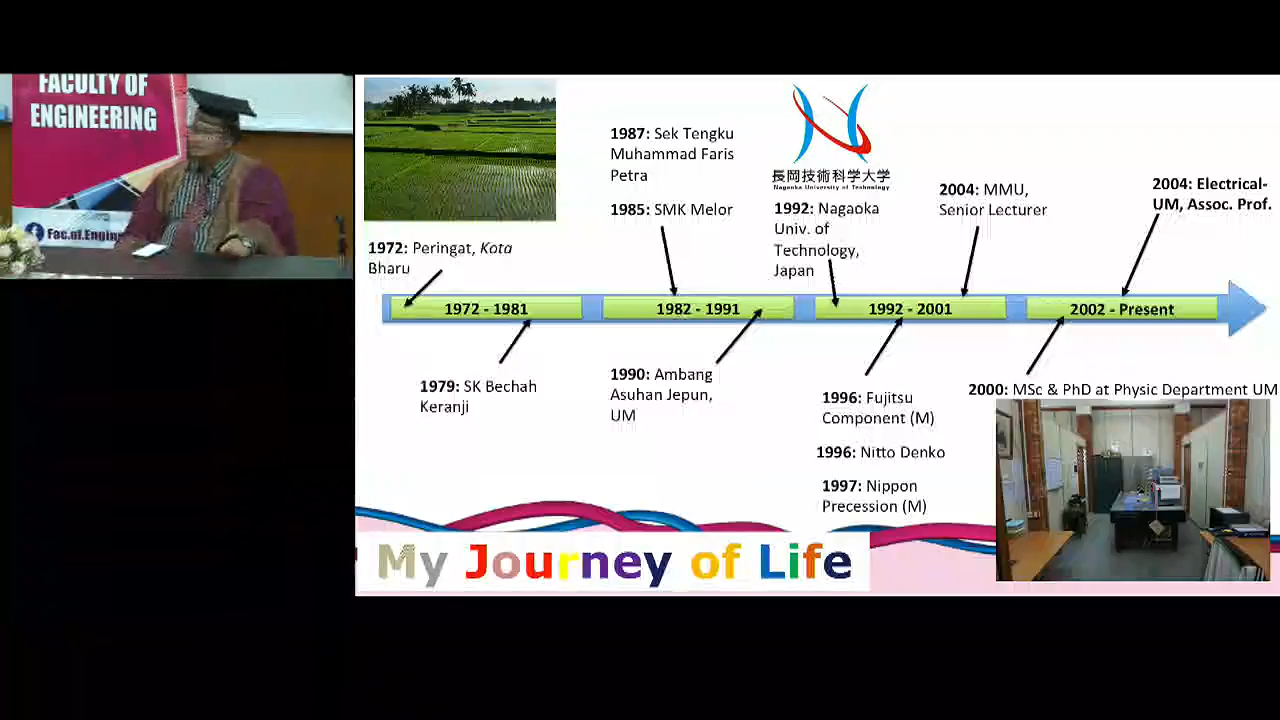 FACULTY OF
ENGINEERING
Fac.of.Engin
1972: Peringat, Kota
Bharu
1987: Sek Tengku
Muhammad Faris
Petra
1985: SMK Melor
長岡技術科学大学
Nagaoka University of Technology
1992: Nagaoka
Univ. of
Technology,
Japan
2004: MMU,
Senior Lecturer
2004: Electrical-
UM, Assoc. Prof.
1972 - 1981
1982 - 1991
1992 - 2001
2002 - Present
1979: SK Bechah
Keranji
1990: Ambang
Asuhan Jepun,
UM
1996: Fujitsu
Component (M)
1996: Nitto Denko
1997: Nippon
Precession (M)
2000: MSc & PhD at Physic Department UM
My Journey of Life